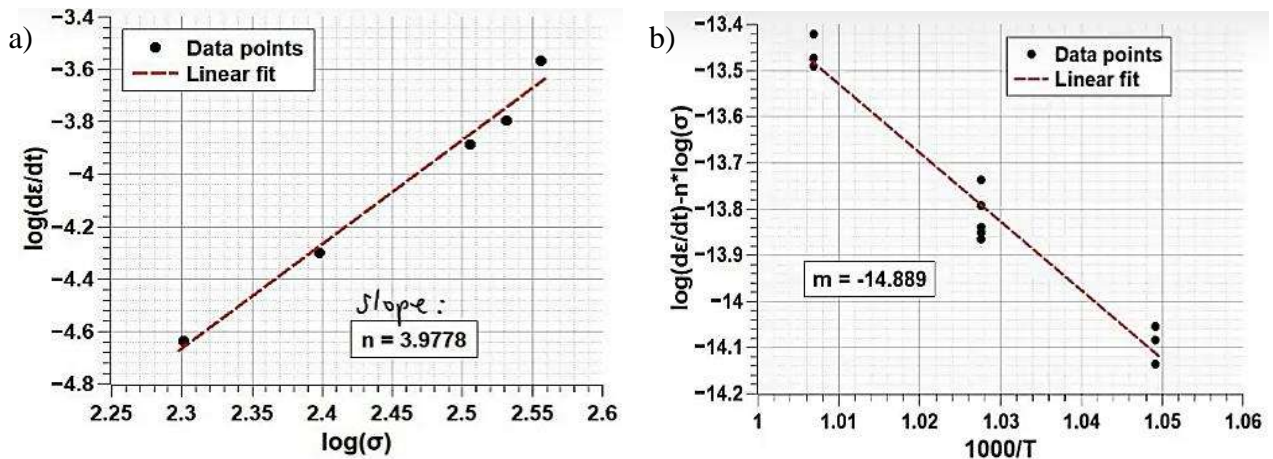 a)
−3.4
−3.6
−3.8
−4
−4.2
−4.4
−4.6
−4.8
log(dε/dt)
Data points
Linear fit
slope:
n = 3.9778
2.25
2.3
2.35
2.4
2.45
2.5
2.55
2.6
log(σ)
b)
−13.4
−13.5
−13.6
−13.7
−13.8
−13.9
−14
−14.1
−14.2
log(dε/dt)-n*log(σ)
Data points
Linear fit
m = -14.889
1
1.01
1.02
1.03
1.04
1.05
1.06
1000/T